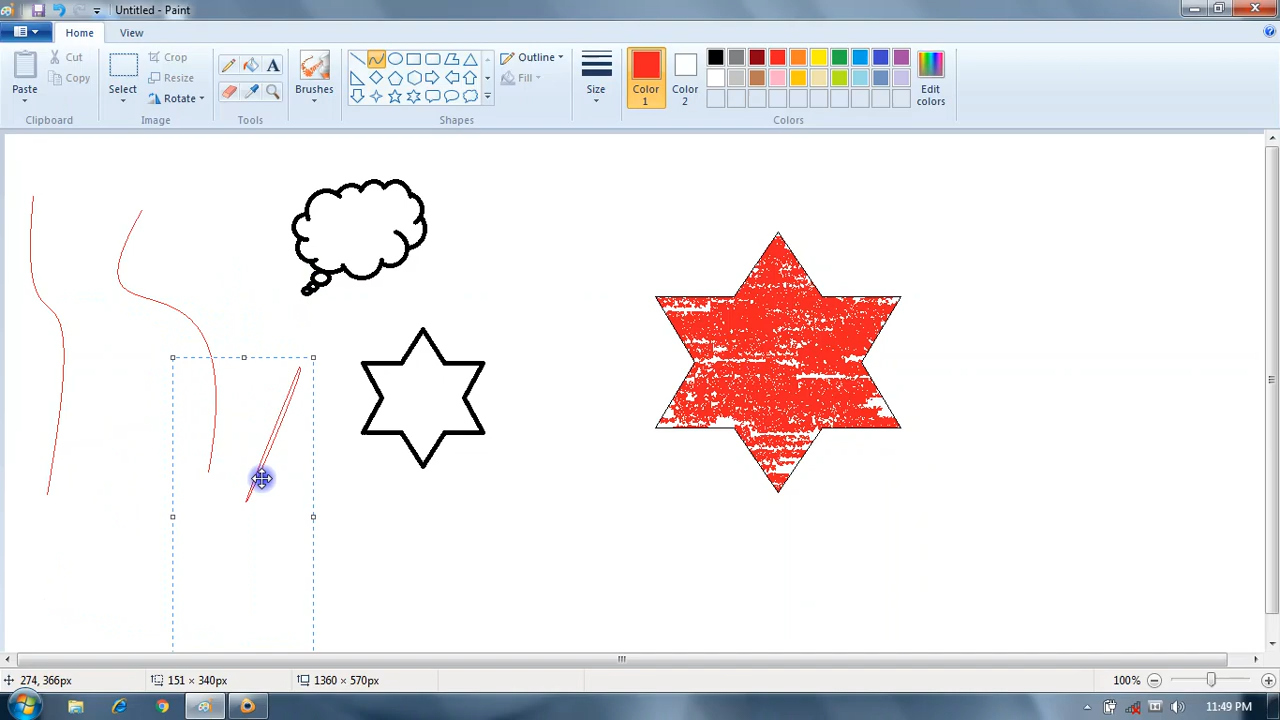 Untitled - Paint
Home
View
Paste
Cut
Copy
Clipboard
Select
Crop
Resize
Rotate
Image
A
Tools
Brushes
Outline
Fill
Shapes
Size
Color 1
Color 2
Edit colors
Colors
274, 366px
151 × 340px
1360 × 570px
100%
11:49 PM